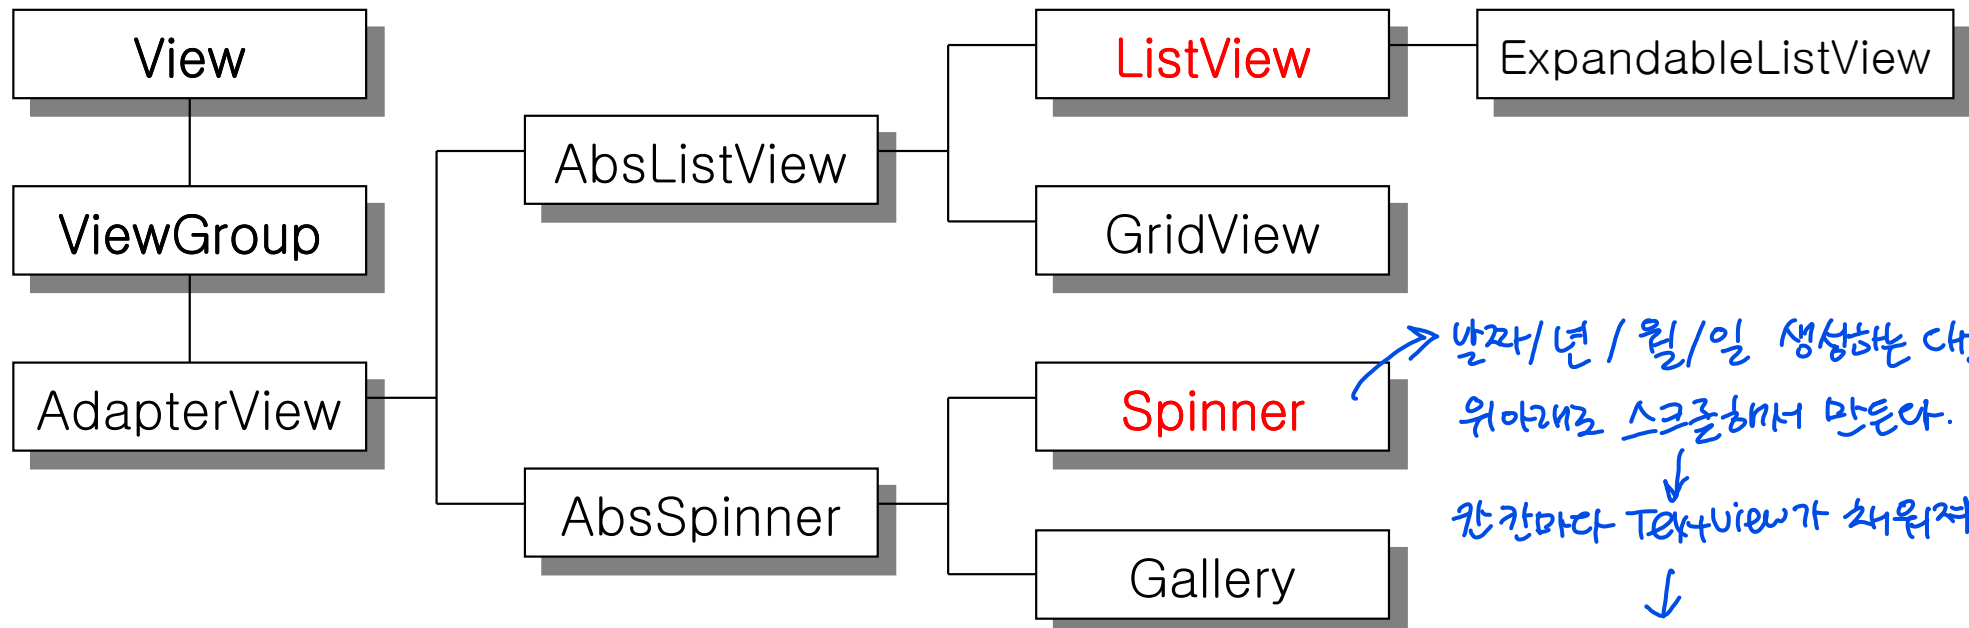 View
ListView
ExpandableListView
AbsListView
ViewGroup
GridView
AdapterView
Spinner
날짜/년/월/일 생성하는
위아래로 스크롤해서 만든다.
AbsSpinner
칸칸마다 TextView가 채워져
Gallery